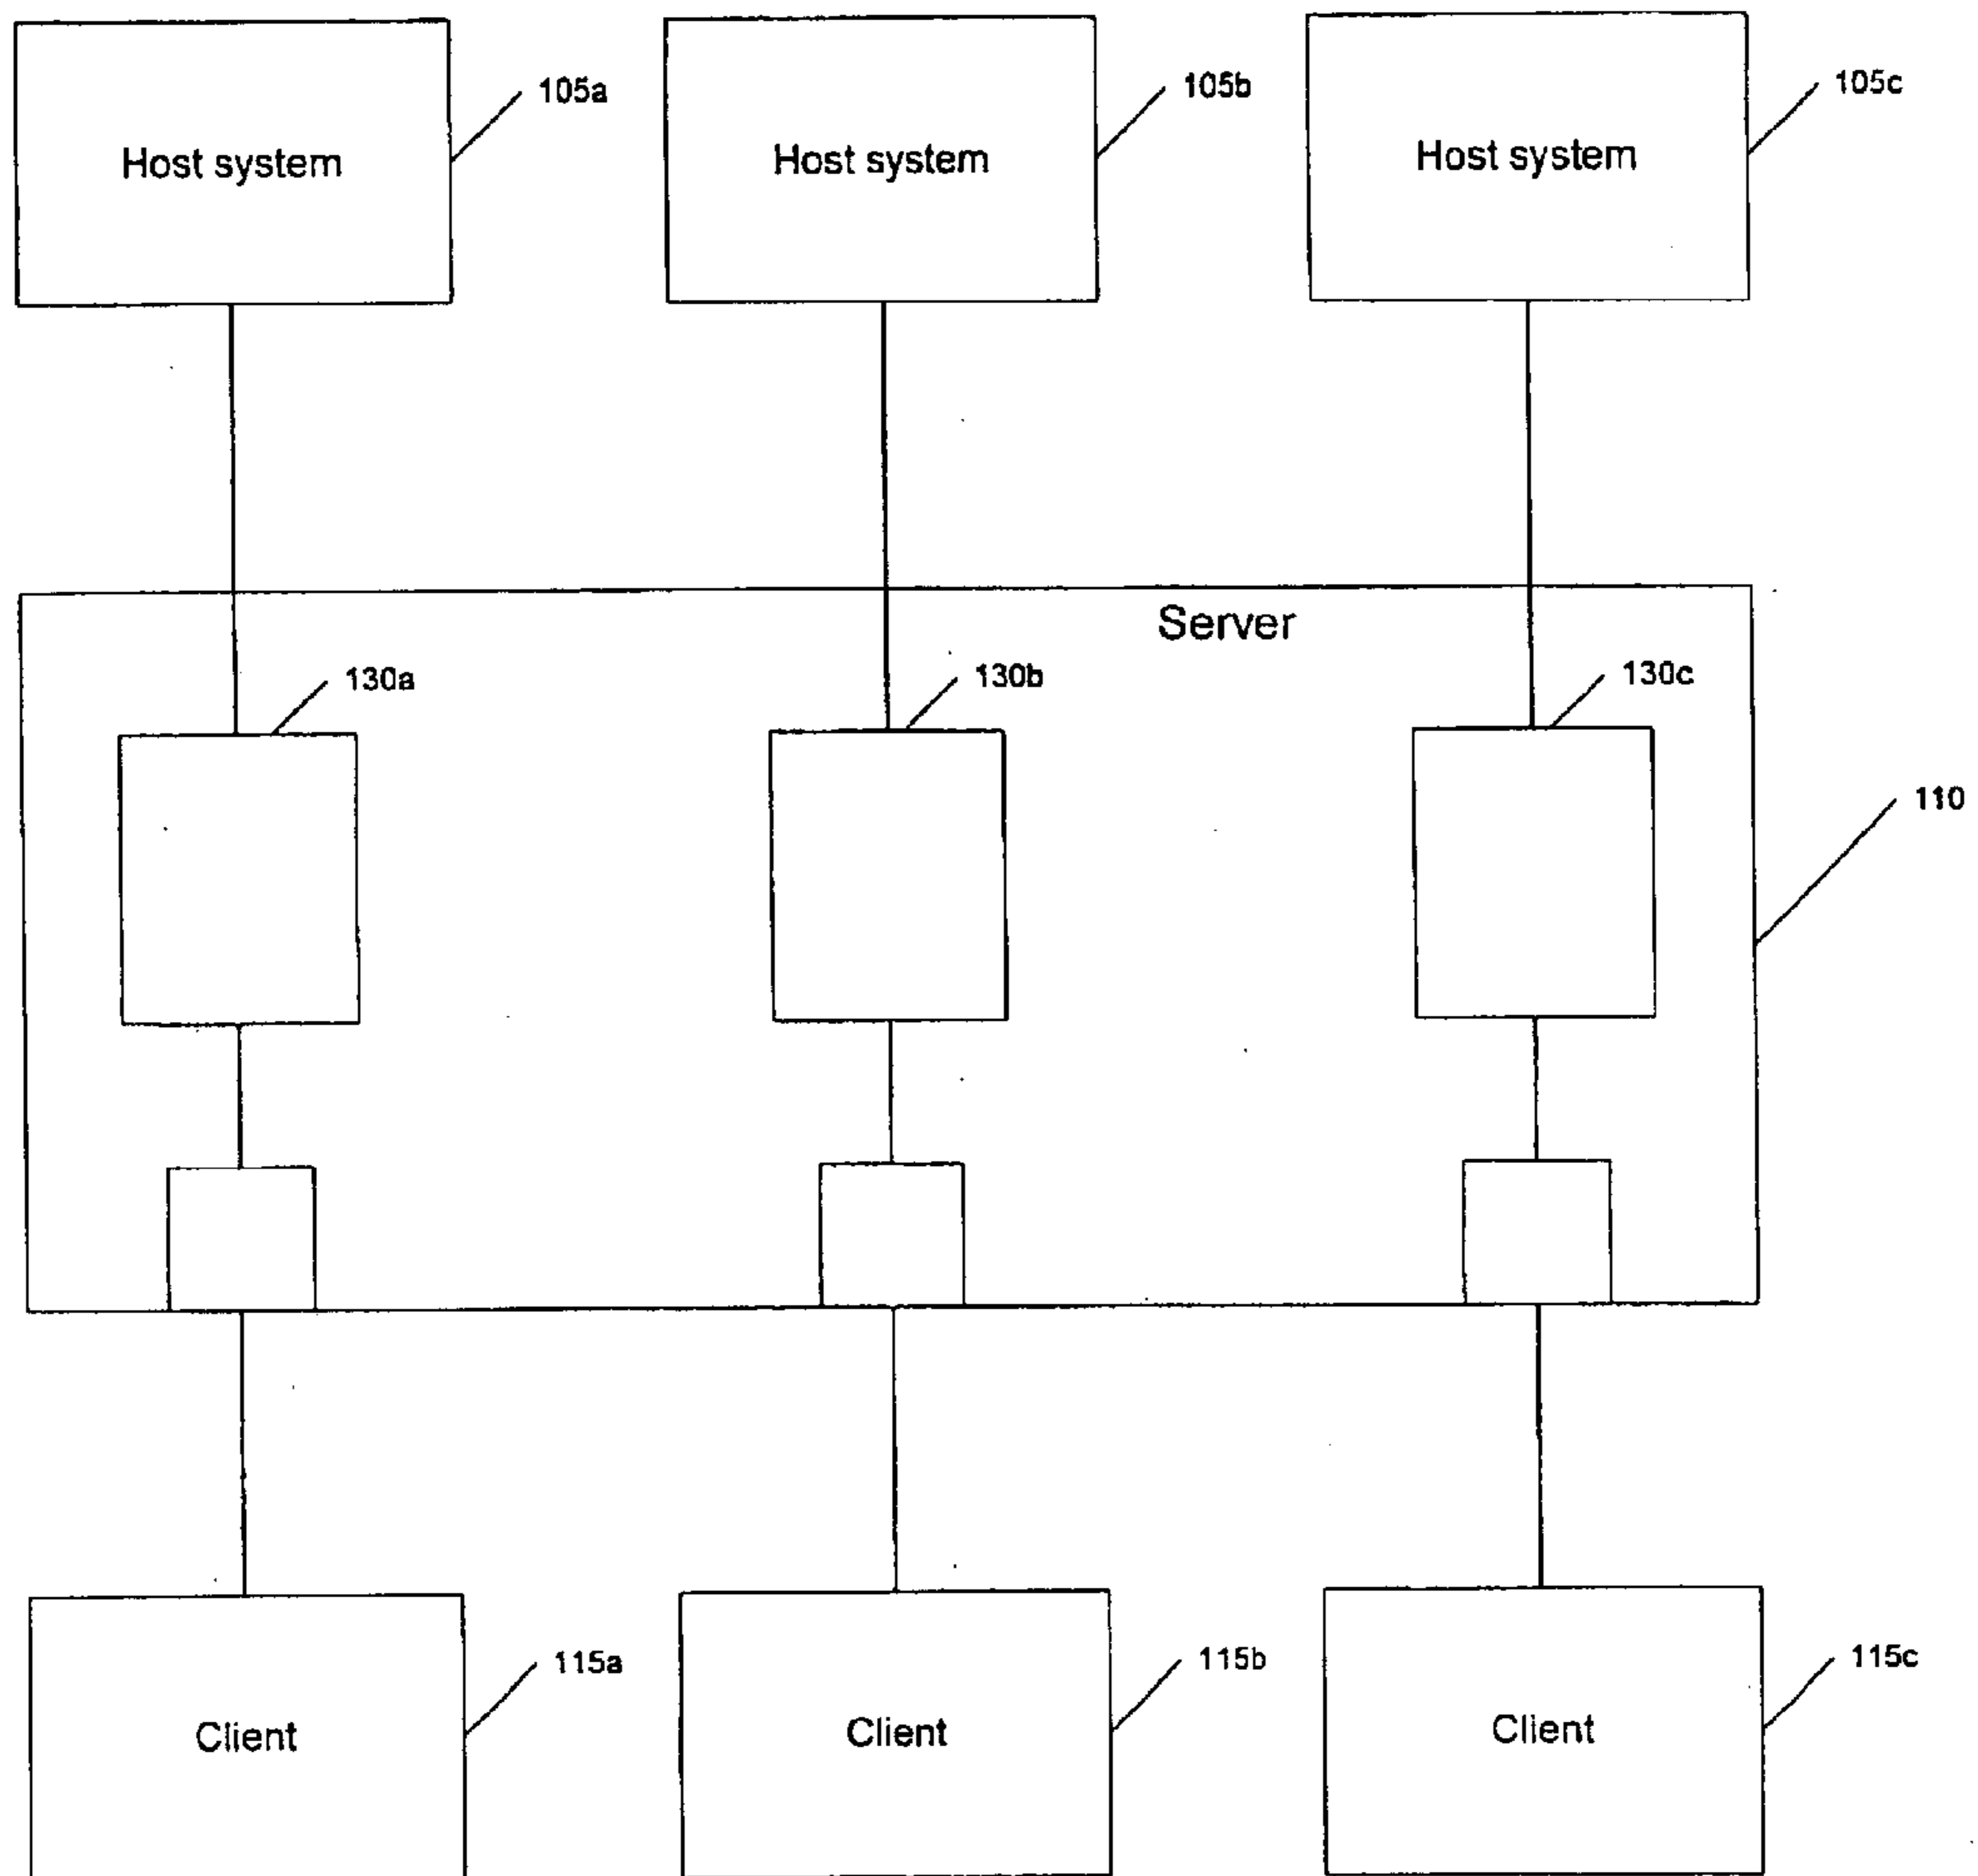 105a
105b
105c
Host system
Host system
Host system
Server
130a
130b
130c
110
115a
115b
115c
Client
Client
Client